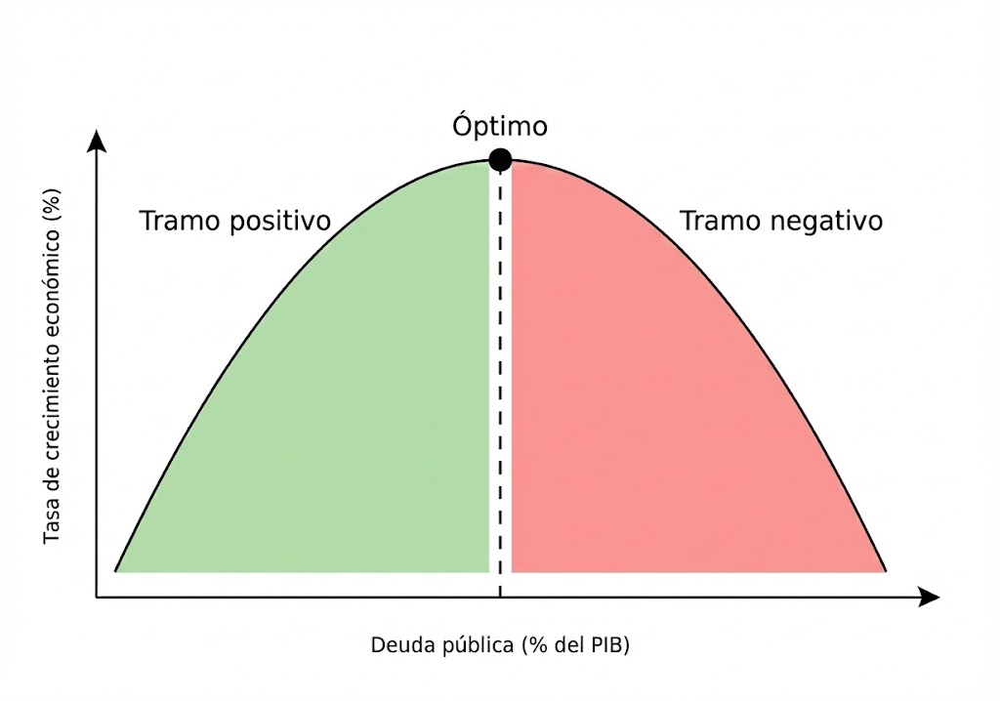 Óptimo
Tramo positivo
Tramo negativo
Tasa de crecimiento económico (%)
Deuda pública (% del PIB)